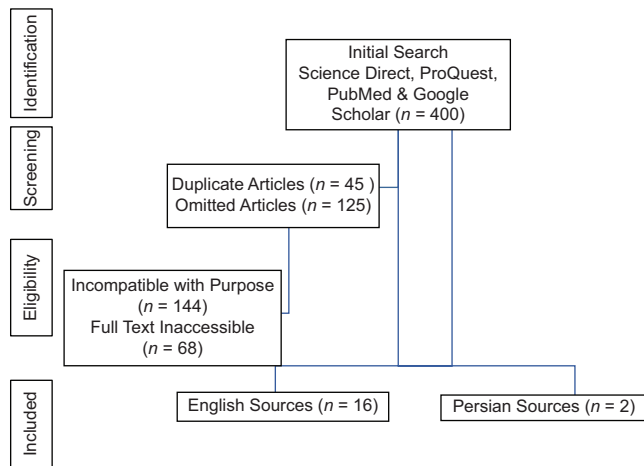 Identification
Initial Search
Science Direct, ProQuest,
PubMed & Google
Scholar (n = 400)
Screening
Duplicate Articles (n = 45 )
Omitted Articles (n = 125)
Eligibility
Incompatible with Purpose
(n = 144)
Full Text Inaccessible
(n = 68)
Included
English Sources (n = 16)
Persian Sources (n = 2)